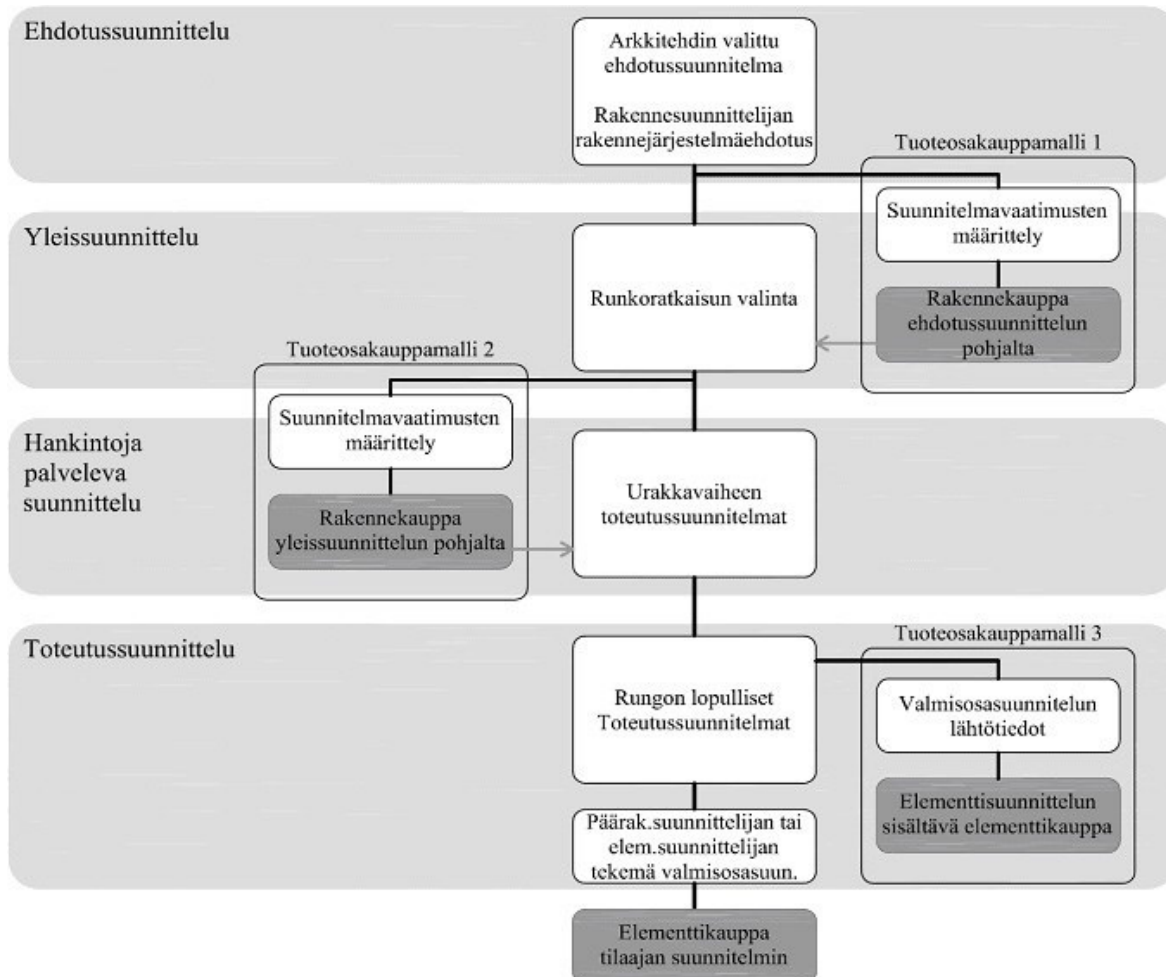 Ehdotussuunnittelu
Arkkitehdin valittu
ehdotussuunnitelma
Rakennesuunnittelijan
rakennejärjestelmäehdotus
Tuoteosakauppamalli 1
Suunnitelmavaatimusten
määrittely
Rakennekauppa
ehdotussuunnittelun
pohjalta
Yleissuunnittelu
Runkoratkaisun valinta
Tuoteosakauppamalli 2
Suunnitelmavaatimusten
määrittely
Rakennekauppa
yleissuunnittelun pohjalta
Hankintoja
palveleva
suunnittelu
Urakkavaiheen
toteutussuunnitelmat
Toteutussuunnittelu
Rungon lopulliset
Toteutussuunnitelmat
Tuoteosakauppamalli 3
Valmisosasuunnitelun
lähtötiedot
Elementtisuunnittelun
sisältävä elementtikauppa
Päärak.suunnittelijan tai
elem.suunnittelijan
tekemä valmisosasuun.
Elementtikauppa
tilaajan suunnitelmin